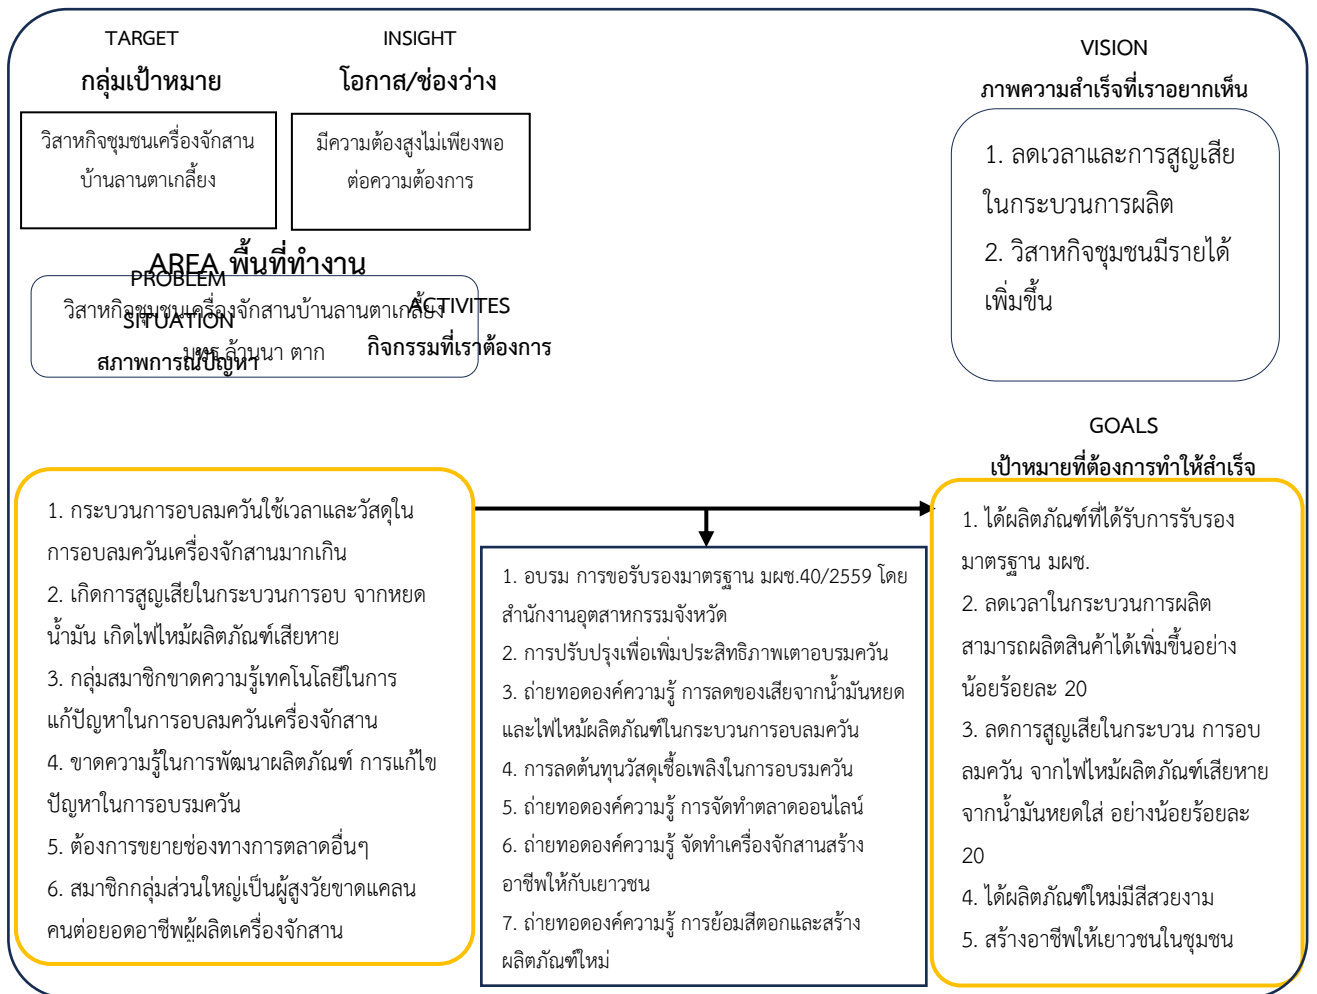 TARGET
กลุ่มเป้าหมาย
วิสาหกิจชุมชนเครื่องจักสาน
บ้านลานตาเกลี้ยง
INSIGHT
โอกาส/ช่องว่าง
มีความต้องสูงไม่เพียงพอ
ต่อความต้องการ
VISION
ภาพความสำเร็จที่เราอยากเห็น
1. ลดเวลาและการสูญเสีย
ในกระบวนการผลิต
2. วิสาหกิจชุมชนมีรายได้
เพิ่มขึ้น
AREA พื้นที่ทำงาน
วิสาหกิจชุมชนเครื่องจักสานบ้านลานตาเกลี้ยง
มทร.ล้านนา ตาก
PROBLEM
SITUATION
สภาพการณ์ปัญหา
1. กระบวนการอบลมควันใช้เวลาและวัสดุใน
การอบลมควันเครื่องจักสานมากเกิน
2. เกิดการสูญเสียในกระบวนการอบ จากหยด
น้ำมัน เกิดไฟไหม้ผลิตภัณฑ์เสียหาย
3. กลุ่มสมาชิกขาดความรู้เทคโนโลยีในการ
แก้ปัญหาในการอบลมควันเครื่องจักสาน
4. ขาดความรู้ในการพัฒนาผลิตภัณฑ์ การแก้ไข
ปัญหาในการอบรมควัน
5. ต้องการขยายช่องทางการตลาดอื่นๆ
6. สมาชิกกลุ่มส่วนใหญ่เป็นผู้สูงวัยขาดแคลน
คนต่อยอดอาชีพผู้ผลิตเครื่องจักสาน
ACTIVITES
กิจกรรมที่เราต้องการ
1. อบรม การขอรับรองมาตรฐาน มผช.40/2559 โดย
สำนักงานอุตสาหกรรมจังหวัด
2. การปรับปรุงเพื่อเพิ่มประสิทธิภาพเตาอบรมควัน
3. ถ่ายทอดองค์ความรู้ การลดของเสียจากน้ำมันหยด
และไฟไหม้ผลิตภัณฑ์ในกระบวนการอบลมควัน
4. การลดต้นทุนวัสดุเชื้อเพลิงในการอบรมควัน
5. ถ่ายทอดองค์ความรู้ การจัดทำตลาดออนไลน์
6. ถ่ายทอดองค์ความรู้ จัดทำเครื่องจักสานสร้าง
อาชีพให้กับเยาวชน
7. ถ่ายทอดองค์ความรู้ การย้อมสีตอกและสร้าง
ผลิตภัณฑ์ใหม่
GOALS
เป้าหมายที่ต้องการทำให้สำเร็จ
1. ได้ผลิตภัณฑ์ที่ได้รับการรับรอง
มาตรฐาน มผช.
2. ลดเวลาในกระบวนการผลิต
สามารถผลิตสินค้าได้เพิ่มขึ้นอย่าง
น้อยร้อยละ 20
3. ลดการสูญเสียในกระบวน การอบ
ลมควัน จากไฟไหม้ผลิตภัณฑ์เสียหาย
จากน้ำมันหยดใส่ อย่างน้อยร้อยละ
20
4. ได้ผลิตภัณฑ์ใหม่มีสีสวยงาม
5. สร้างอาชีพให้เยาวชนในชุมชน